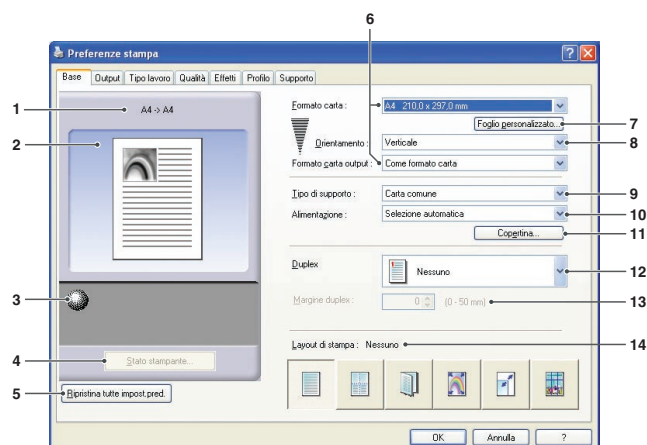 6
Preferenze stampa
Base Output Tipo lavoro Qualità Effetti Profilo Supporto
1
A4 -> A4
2
3
4
Stato stampante...
5
Ripristina tutte impost.pred.
Formato carta :
A4 210,0 x 297,0 mm
Foglio personalizzato...
7
Orientamento :
Verticale
8
Formato carta output :
Come formato carta
Tipo di supporto :
Carta comune
9
Alimentazione :
Selezione automatica
10
Copertina...
11
Duplex
Nessuno
12
Margine duplex :
0
(0 - 50 mm)
13
Layout di stampa : Nessuno
14
OK
Annulla
?